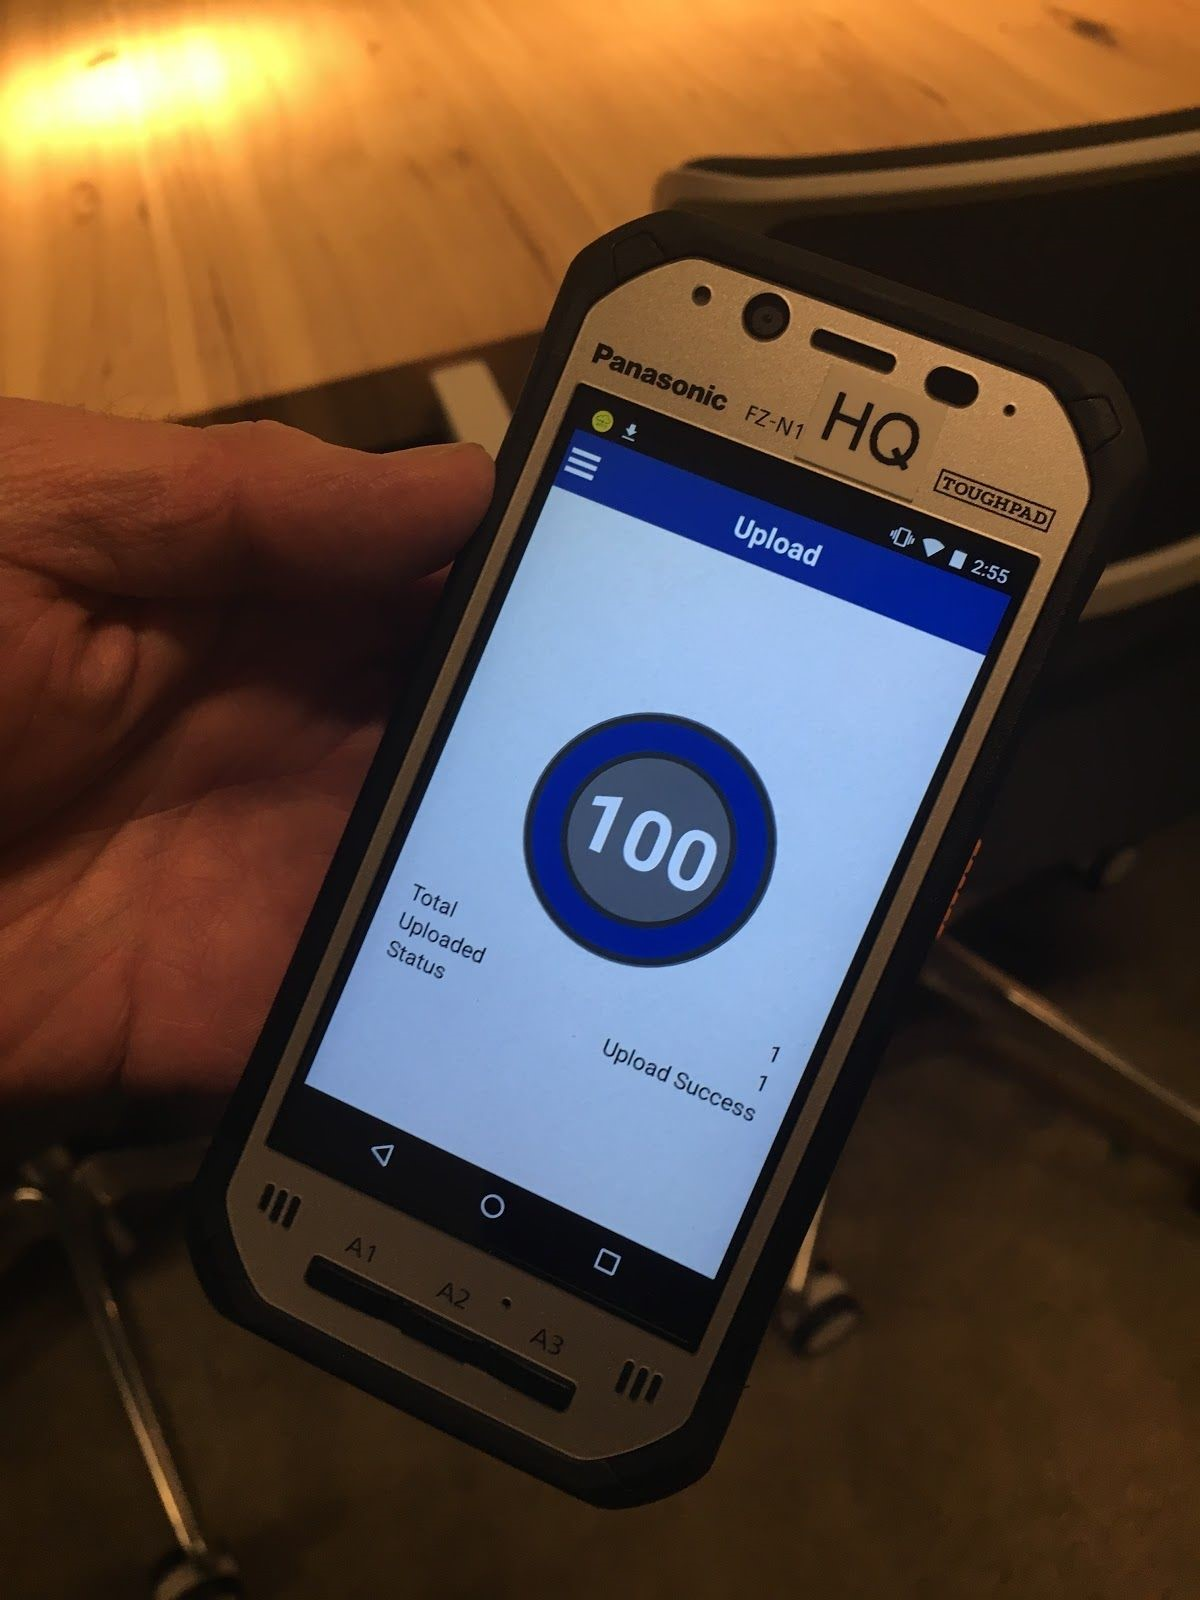 Panasonic FZ-N1 HQ TOUGHPAD
2:55
Upload
100
Total
Uploaded
Status
1
1
Upload Success
A1
A2
A3